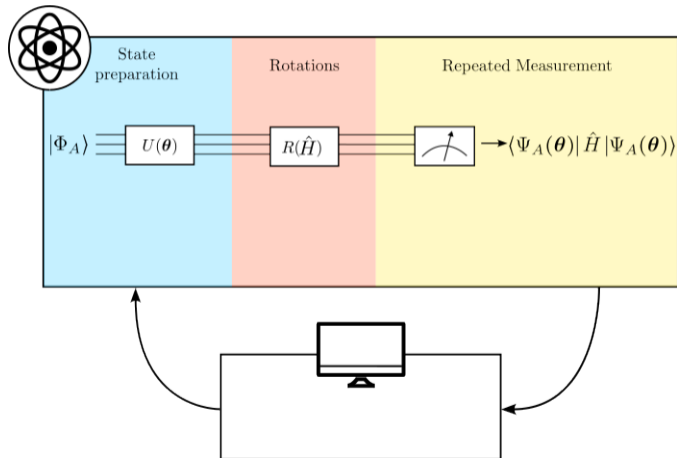 State
preparation
Rotations
Repeated Measurement
|Φ_A⟩
U(θ)
R(Ĥ)
⟨Ψ_A(θ)| Ĥ |Ψ_A(θ)⟩